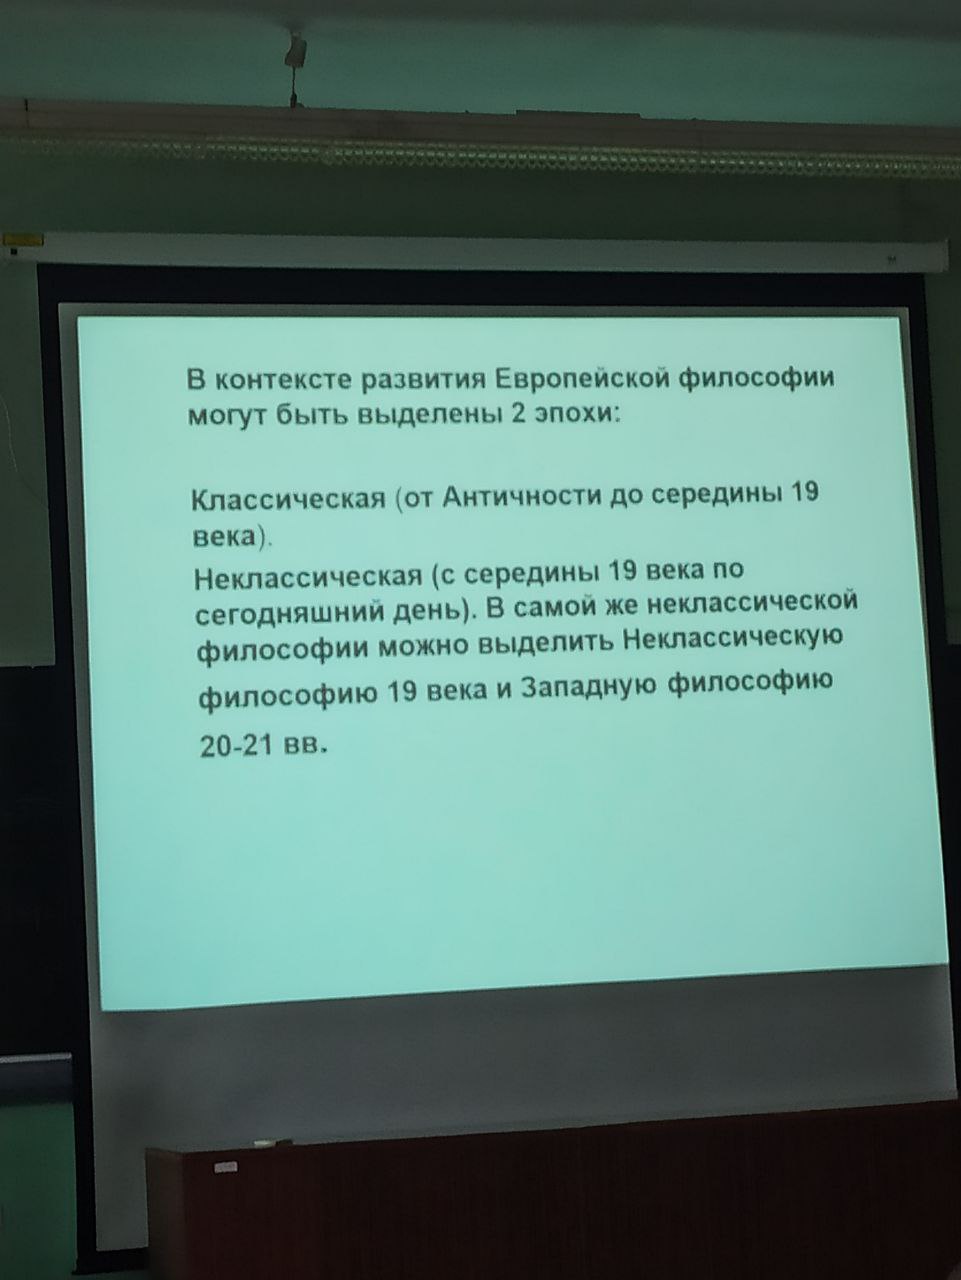 В контексте развития Европейской философии
могут быть выделены 2 эпохи:
Классическая (от Античности до середины 19
века).
Неклассическая (с середины 19 века по
сегодняшний день). В самой же неклассической
философии можно выделить Неклассическую
философию 19 века и Западную философию
20-21 вв.